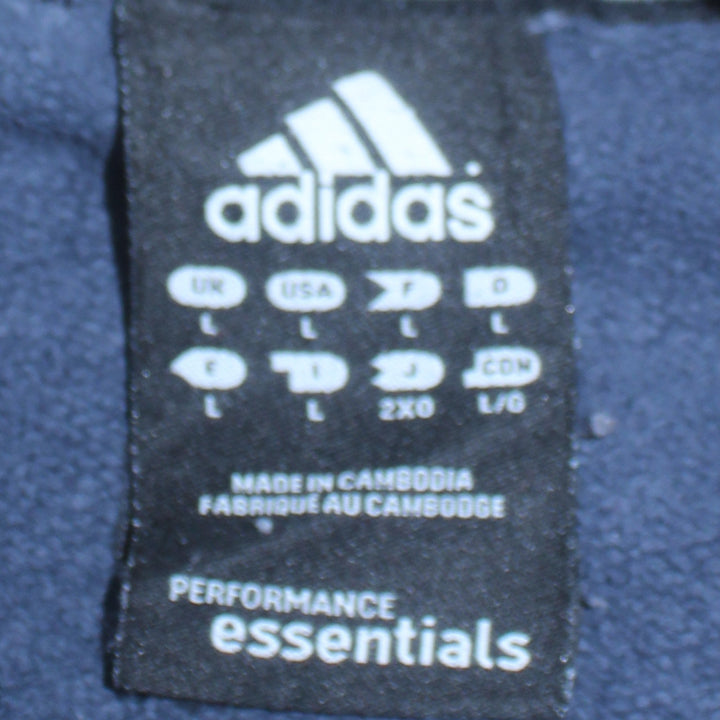 adidas
UK USA F D
L L L L
E I J CDN
L L 2XO L/G
MADE IN CAMBODIA
FABRIQUÉ AU CAMBODGE
PERFORMANCE
essentials